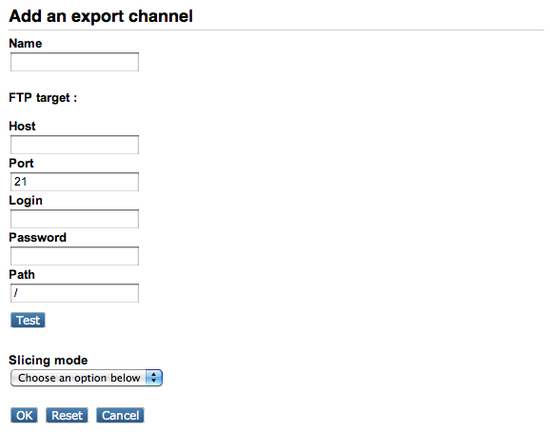 Add an export channel
Name
FTP target :
Host
Port
21
Login
Password
Path
/
Test
Slicing mode
Choose an option below
OK Reset Cancel